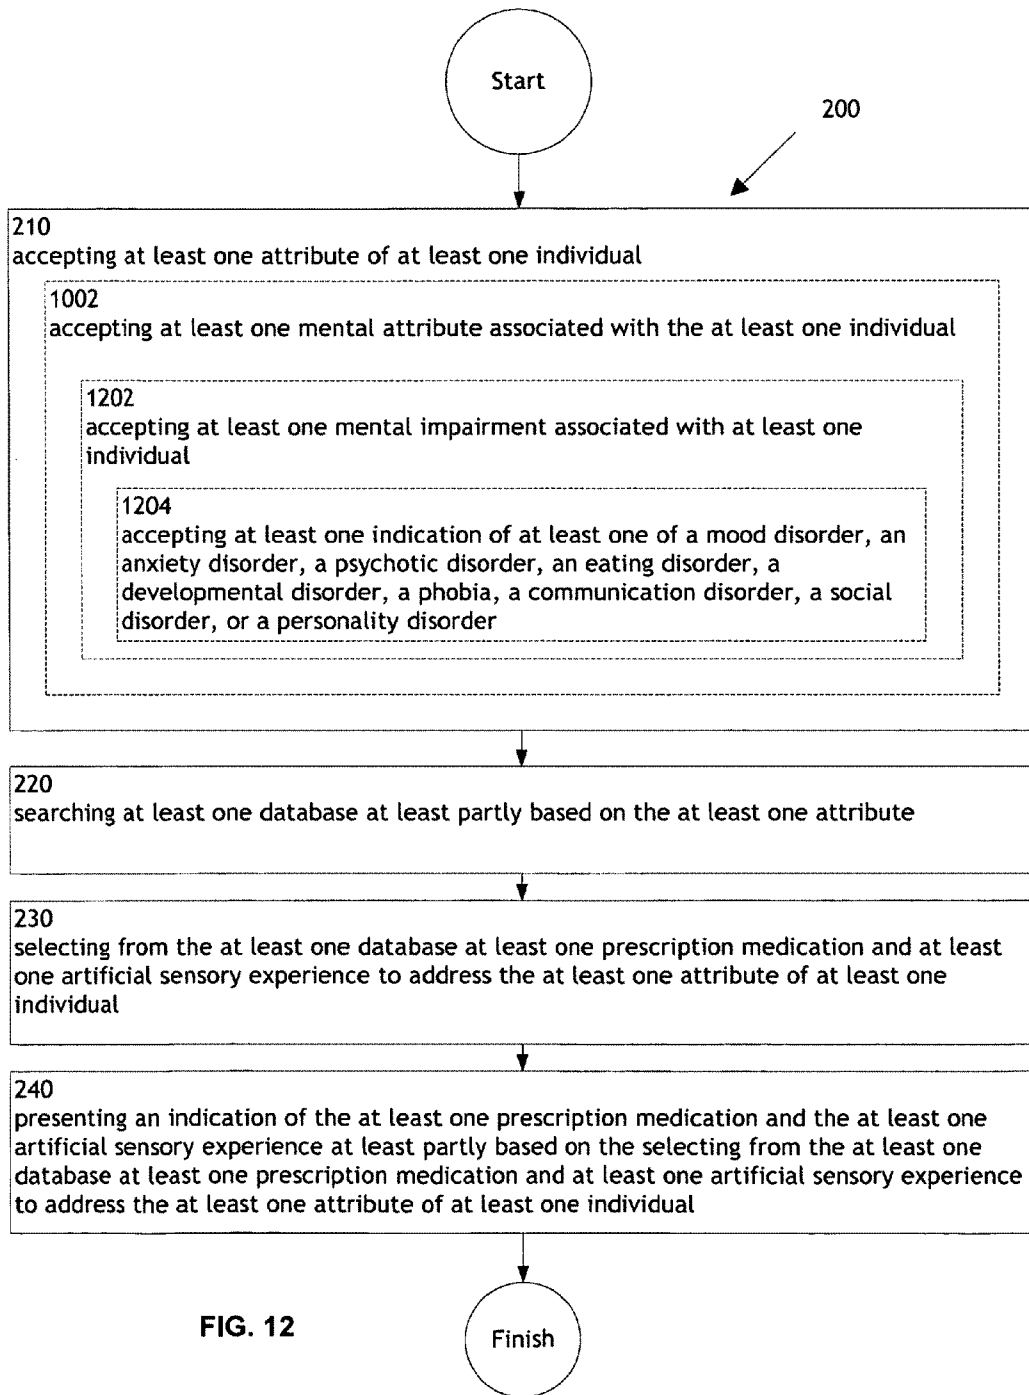 Start
200
210
accepting at least one attribute of at least one individual
1002
accepting at least one mental attribute associated with the at least one individual
1202
accepting at least one mental impairment associated with at least one
individual
1204
accepting at least one indication of at least one of a mood disorder, an
anxiety disorder, a psychotic disorder, an eating disorder, a
developmental disorder, a phobia, a communication disorder, a social
disorder, or a personality disorder
220
searching at least one database at least partly based on the at least one attribute
230
selecting from the at least one database at least one prescription medication and at least
one artificial sensory experience to address the at least one attribute of at least one
individual
240
presenting an indication of the at least one prescription medication and the at least one
artificial sensory experience at least partly based on the selecting from the at least one
database at least one prescription medication and at least one artificial sensory experience
to address the at least one attribute of at least one individual
FIG. 12
Finish